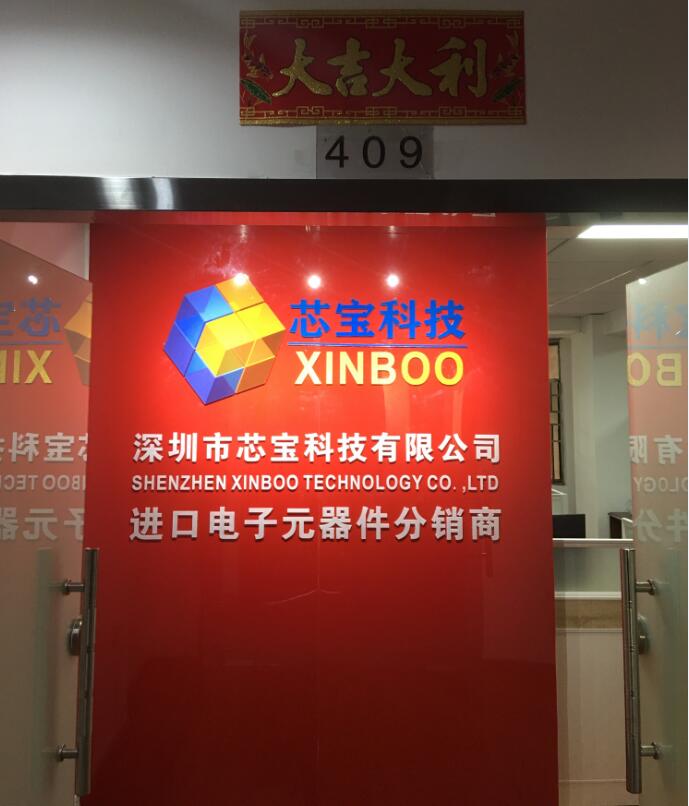 大吉大利
409
芯宝科技
XINBOO
深圳市芯宝科技有限公司
SHENZHEN XINBOO TECHNOLOGY CO. ,LTD
进口电子元器件分销商